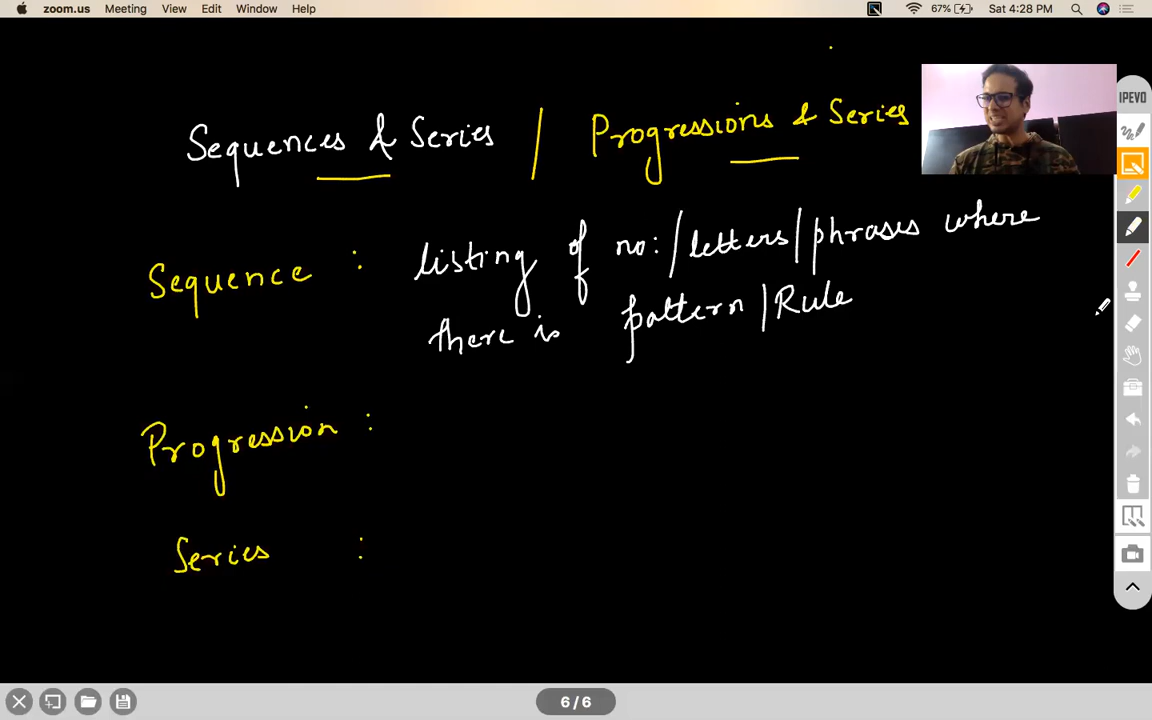 zoom.us Meeting View Edit Window Help 67% Sat 4:28 PM
Sequences & Series / Progressions & Series
IPEVO
Sequence : listing of no:/letters/phrases where
there is pattern/Rule
Progression :
Series :
6/6